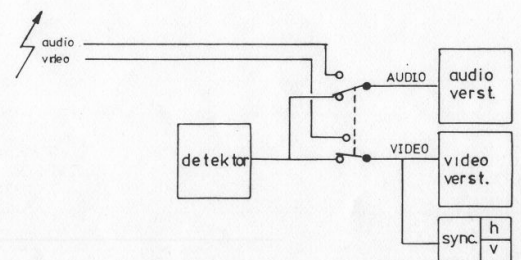 audio
video
AUDIO
audio
verst.
detektor
VIDEO
video
verst.
sync.
h
v